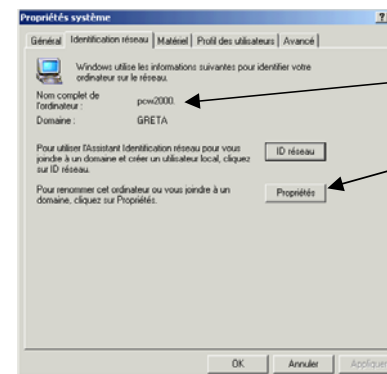 Propriétés système
?
Général
Identification réseau
Matériel
Profil des utilisateurs
Avancé
Windows utilise les informations suivantes pour identifier votre
ordinateur sur le réseau.
Nom complet de
l'ordinateur :
pcw2000.
Domaine :
GRETA
Pour utiliser l'Assistant Identification réseau pour vous
joindre à un domaine et créer un utilisateur local, cliquez
sur ID réseau.
ID réseau
Pour renommer cet ordinateur ou vous joindre à un
domaine, cliquez sur Propriétés.
Propriétés
OK
Annuler
Appliquer